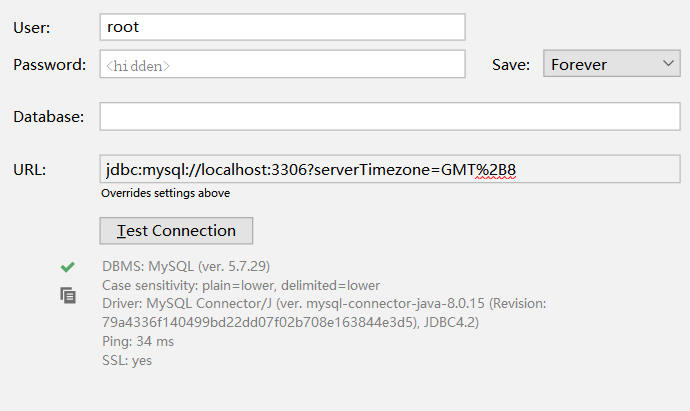 User: root
Password: <hidden> Save: Forever
Database:
URL: jdbc:mysql://localhost:3306?serverTimezone=GMT%2B8
Overrides settings above
Test Connection
DBMS: MySQL (ver. 5.7.29)
Case sensitivity: plain=lower, delimited=lower
Driver: MySQL Connector/J (ver. mysql-connector-java-8.0.15 (Revision:
79a4336f140499bd22dd07f02b708e163844e3d5), JDBC4.2)
Ping: 34 ms
SSL: yes